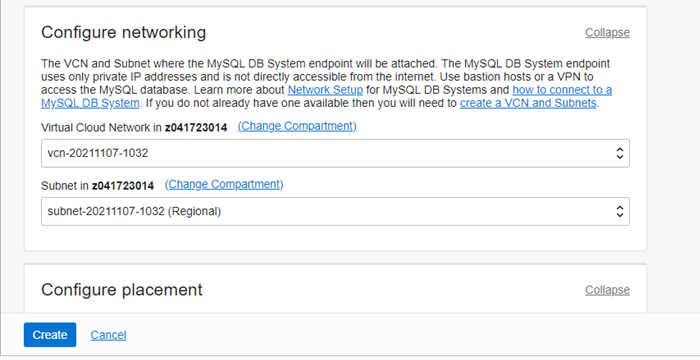 Configure networking
Collapse
The VCN and Subnet where the MySQL DB System endpoint will be attached. The MySQL DB System endpoint
uses only private IP addresses and is not directly accessible from the internet. Use bastion hosts or a VPN to
access the MySQL database. Learn more about Network Setup for MySQL DB Systems and how to connect to a
MySQL DB System. If you do not already have one available then you will need to create a VCN and Subnets.
Virtual Cloud Network in z041723014 (Change Compartment)
vcn-20211107-1032
Subnet in z041723014 (Change Compartment)
subnet-20211107-1032 (Regional)
Configure placement
Collapse
Create
Cancel